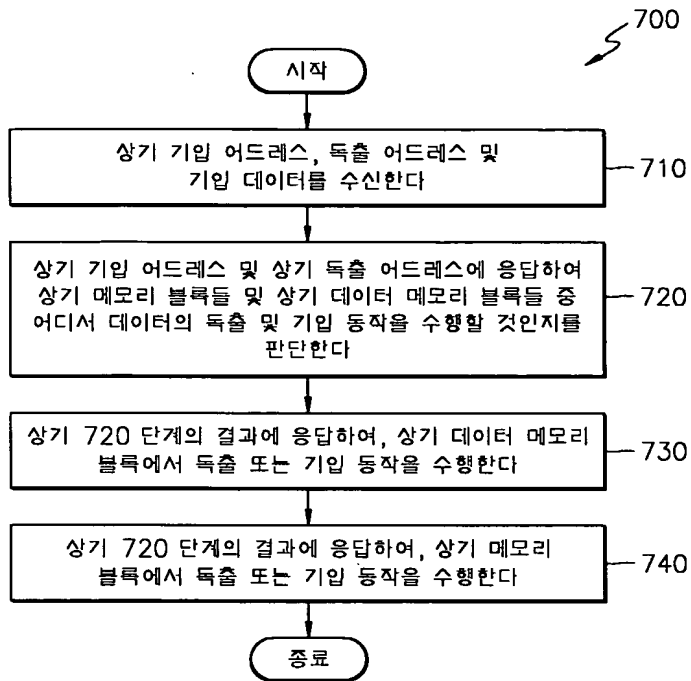 700
시작
상기 기입 어드레스, 독출 어드레스 및
기입 데이터를 수신한다
710
상기 기입 어드레스 및 상기 독출 어드레스에 응답하여
상기 메모리 블록들 및 상기 데이터 메모리 블록들 중
어디서 데이터의 독출 및 기입 동작을 수행할 것인지를
판단한다
720
상기 720 단계의 결과에 응답하여, 상기 데이터 메모리
블록에서 독출 또는 기입 동작을 수행한다
730
상기 720 단계의 결과에 응답하여, 상기 메모리
블록에서 독출 또는 기입 동작을 수행한다
740
종료